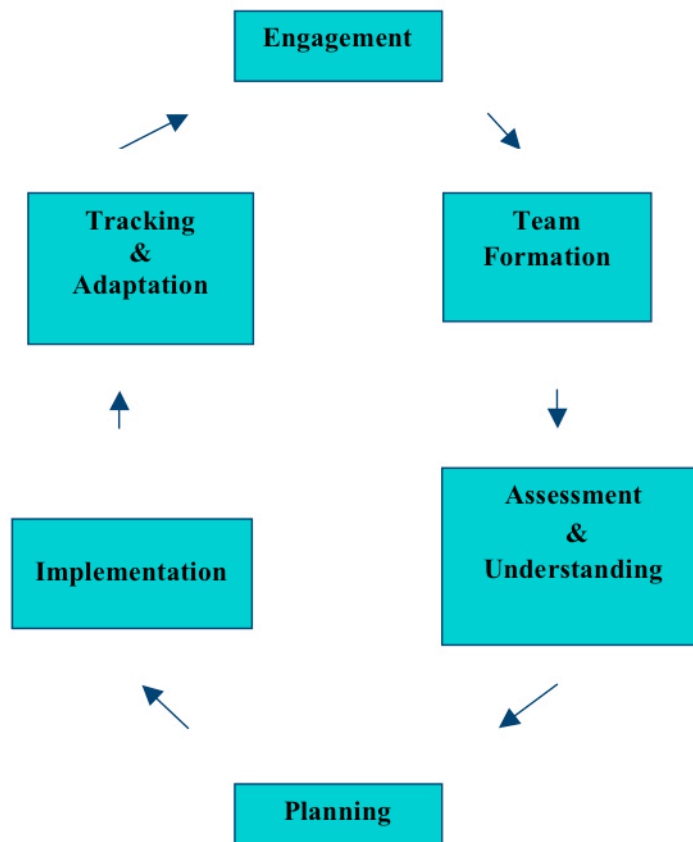 Engagement
Team
Formation
Assessment
&
Understanding
Planning
Implementation
Tracking
&
Adaptation